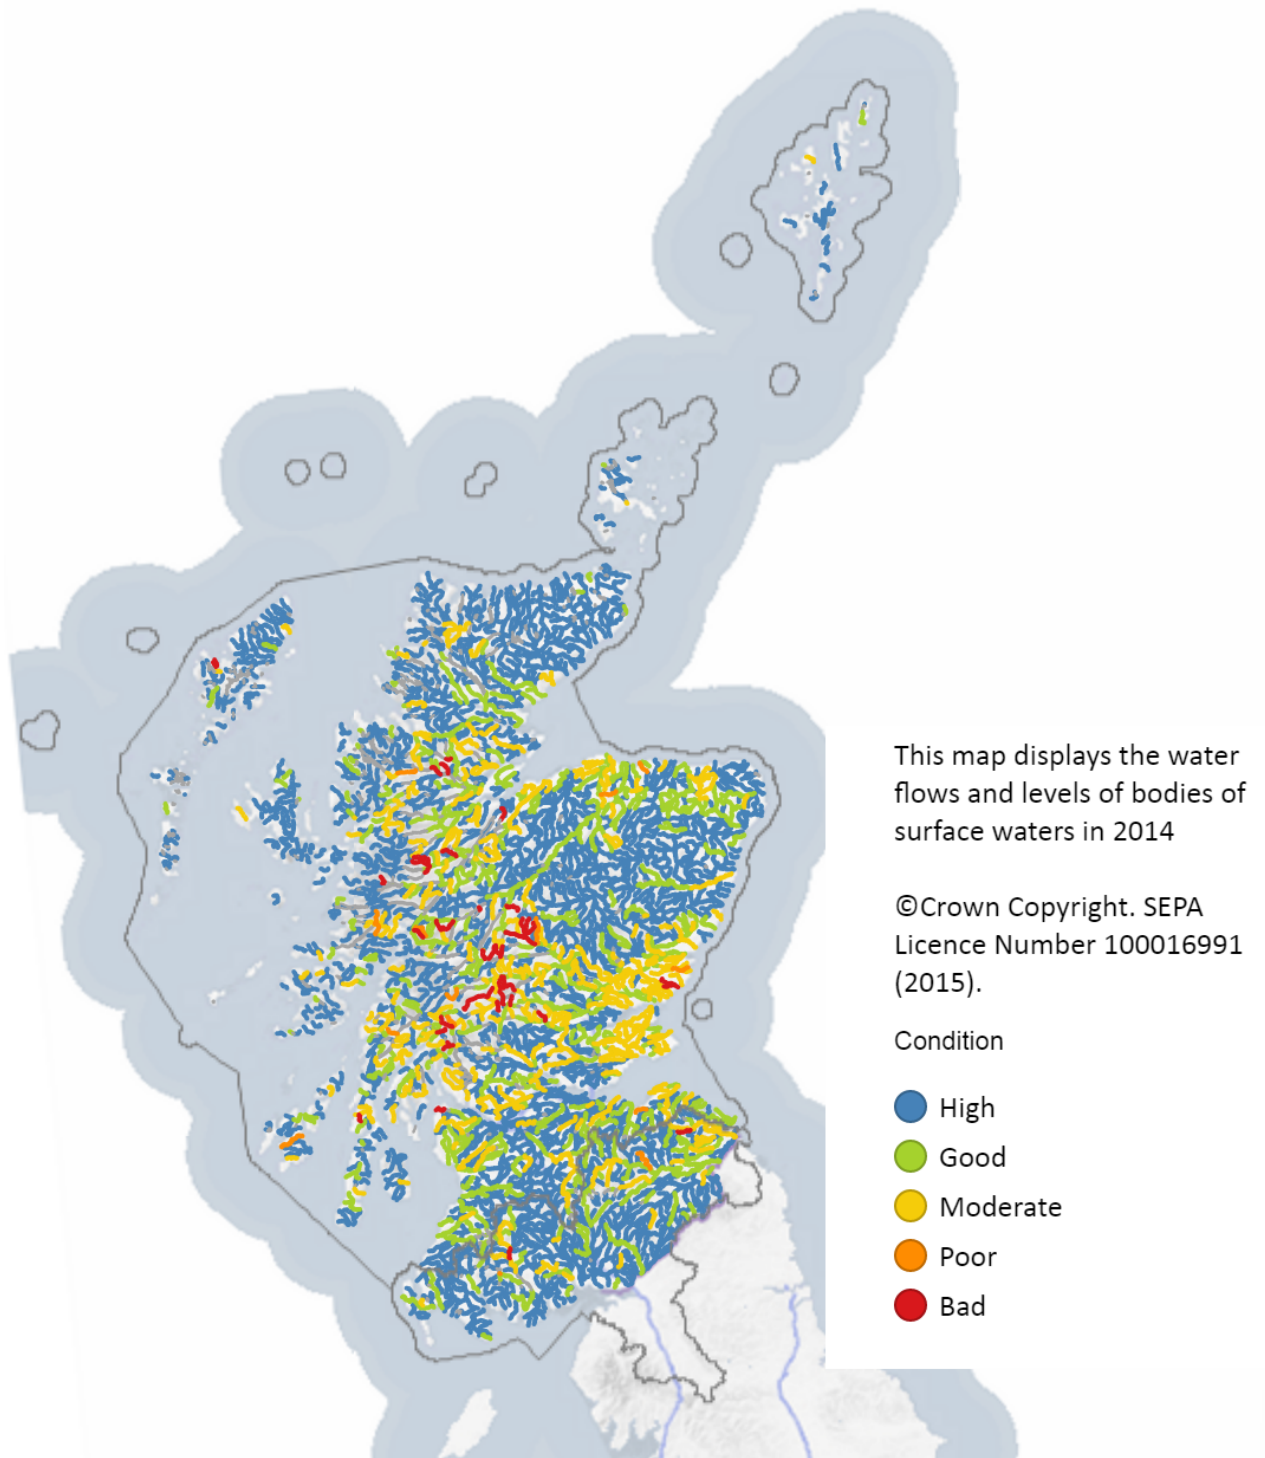 This map displays the water
flows and levels of bodies of
surface waters in 2014
©Crown Copyright. SEPA
Licence Number 100016991
(2015).
Condition
High
Good
Moderate
Poor
Bad